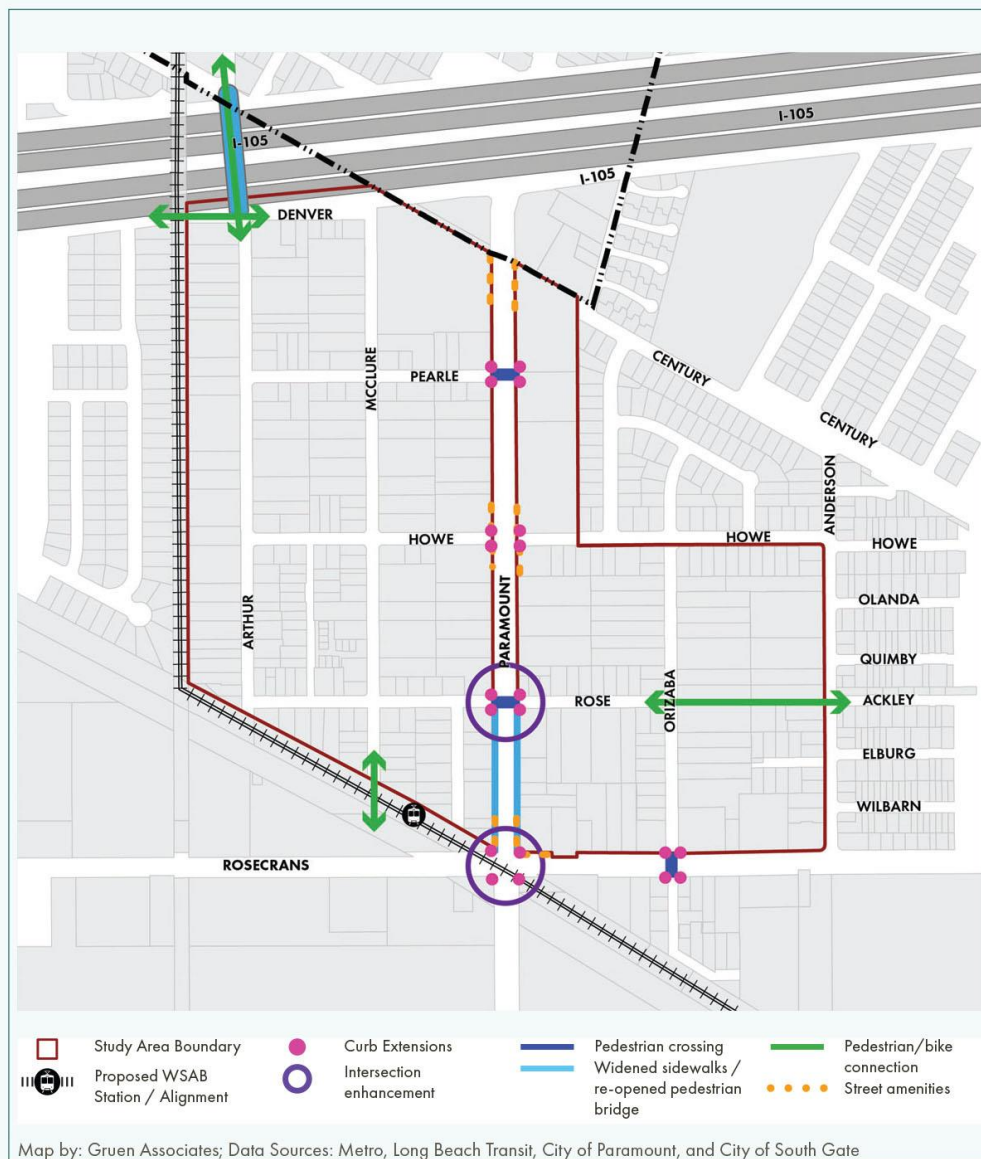 I-105
I-105
I-105
DENVER
MCCLURE
PEARLE
CENTURY
CENTURY
ANDERSON
HOWE
HOWE
HOWE
PARAMOUNT
OLANDA
ARTHUR
QUIMBY
ROSE
ORIZABA
ACKLEY
ELBURG
WILBARN
ROSECRANS
Study Area Boundary
Proposed WSAB
Station / Alignment
Curb Extensions
Intersection
enhancement
Pedestrian crossing
Widened sidewalks /
re-opened pedestrian
bridge
Pedestrian/bike
connection
Street amenities
Map by: Gruen Associates; Data Sources: Metro, Long Beach Transit, City of Paramount, and City of South Gate